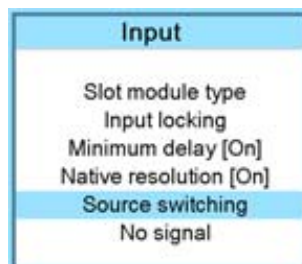 Input
Slot module type
Input locking
Minimum delay [On]
Native resolution [On]
Source switching
No signal